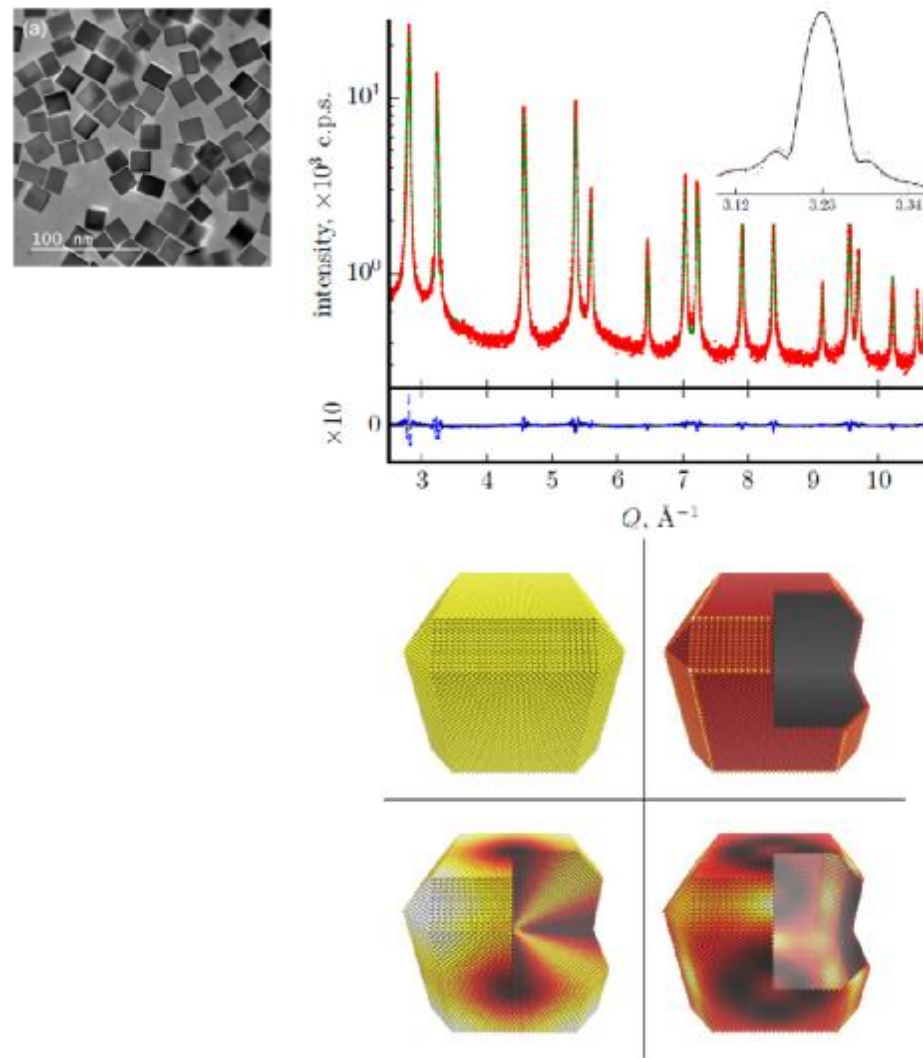 (a)
100 nm
intensity, ×10³ c.p.s.
10¹
10⁰
3.12 3.23 3.34
×10
0
3 4 5 6 7 8 9 10
Q, Å⁻¹